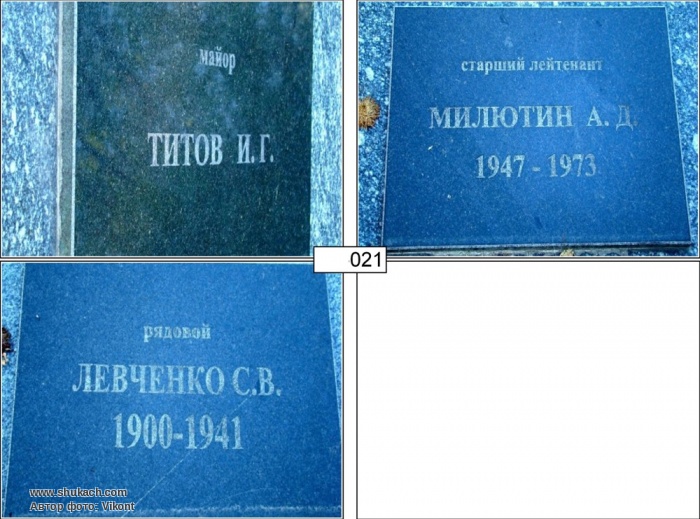 майор
ТИТОВ И.Г.
старший лейтенант
МИЛЮТИН А.Д.
1947 - 1973
021
рядовой
ЛЕВЧЕНКО С.В.
1900-1941
www.shukach.com
Автор фото: Vikont